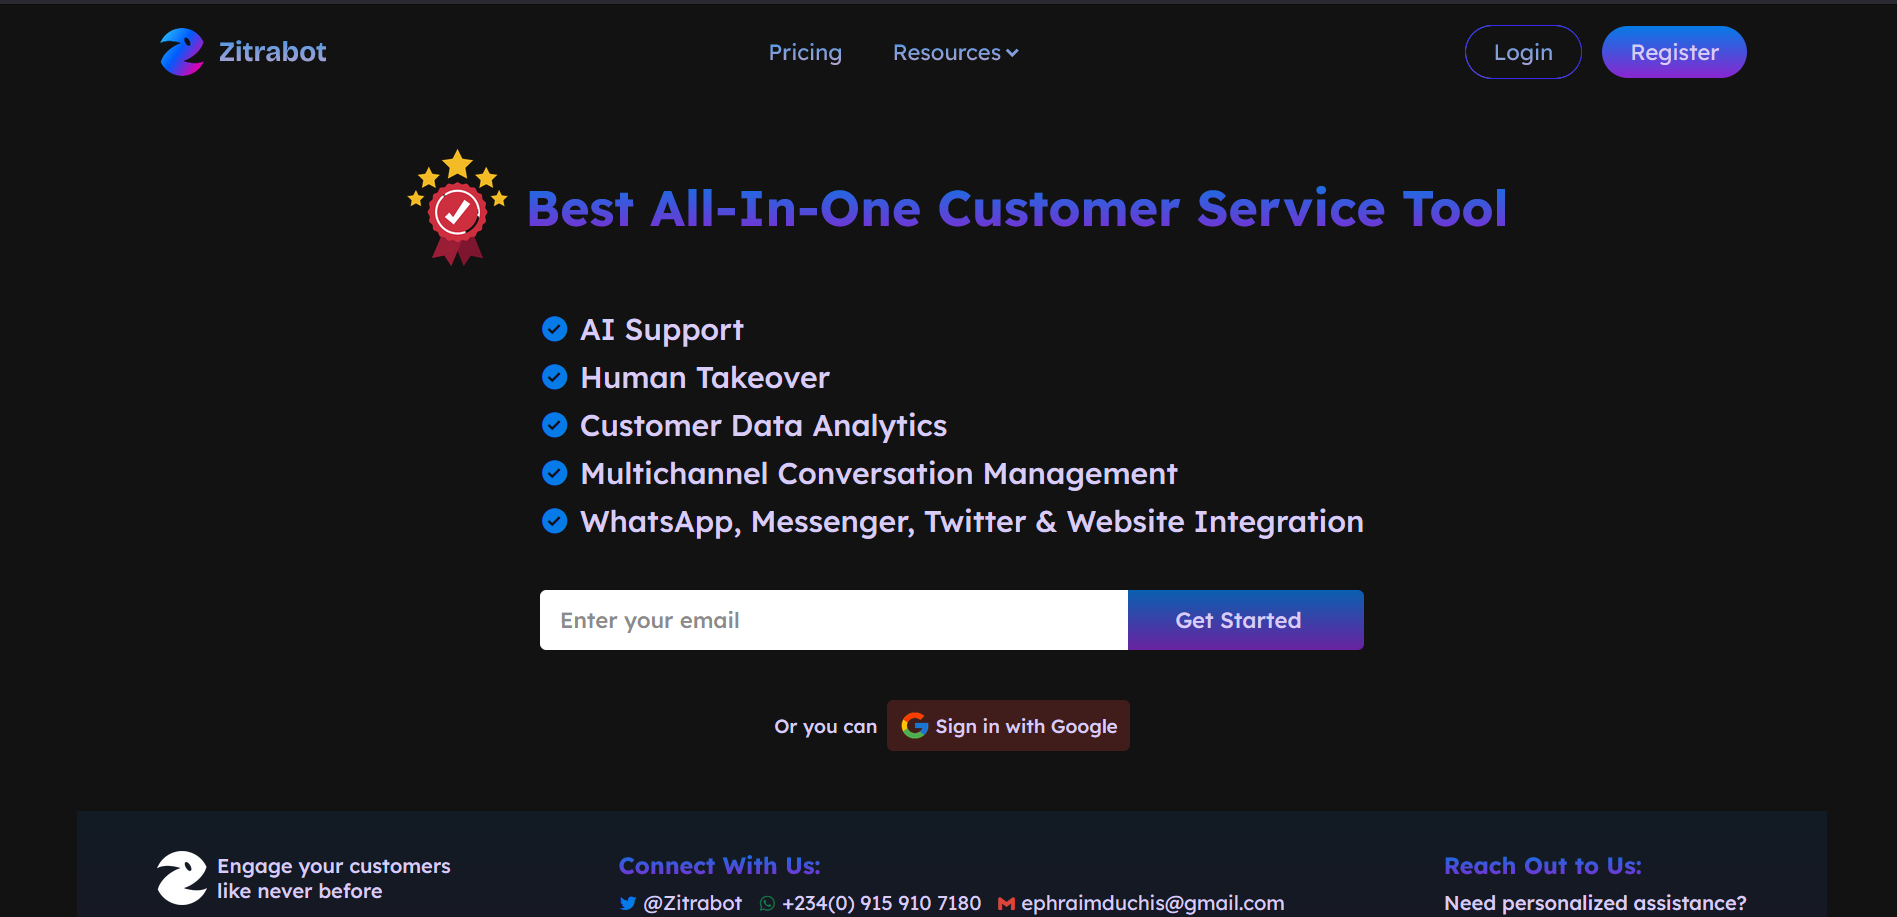 Zitrabot
Pricing
Resources
Login
Register
Best All-In-One Customer Service Tool
AI Support
Human Takeover
Customer Data Analytics
Multichannel Conversation Management
WhatsApp, Messenger, Twitter & Website Integration
Enter your email
Get Started
Or you can
Sign in with Google
Engage your customers
like never before
Connect With Us:
@Zitrabot
+234(0) 915 910 7180
ephraimduchis@gmail.com
Reach Out to Us:
Need personalized assistance?